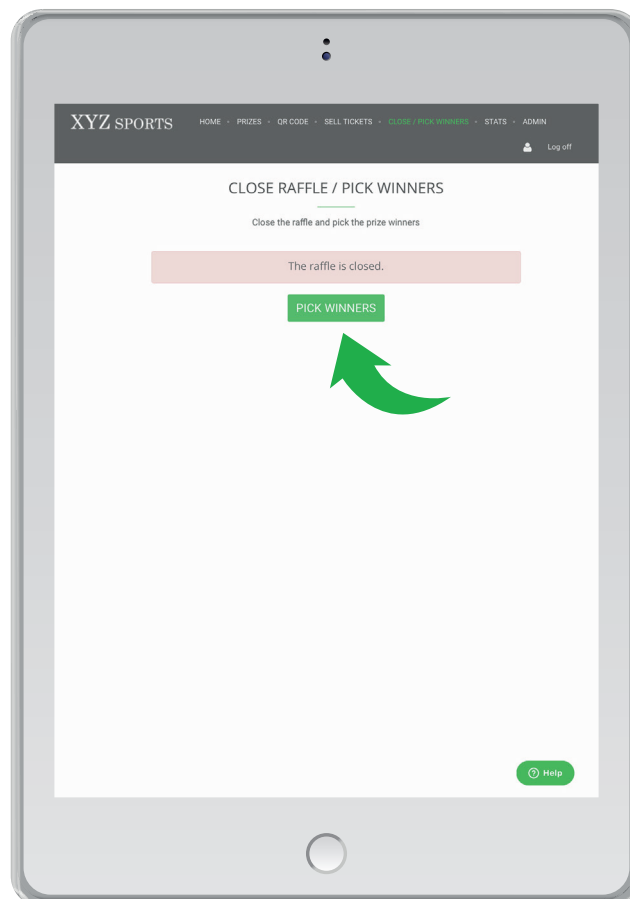 XYZ SPORTS
HOME - PRIZES - QR CODE - SELL TICKETS - CLOSE / PICK WINNERS - STATS - ADMIN
Log off
CLOSE RAFFLE / PICK WINNERS
Close the raffle and pick the prize winners
The raffle is closed.
PICK WINNERS
? Help